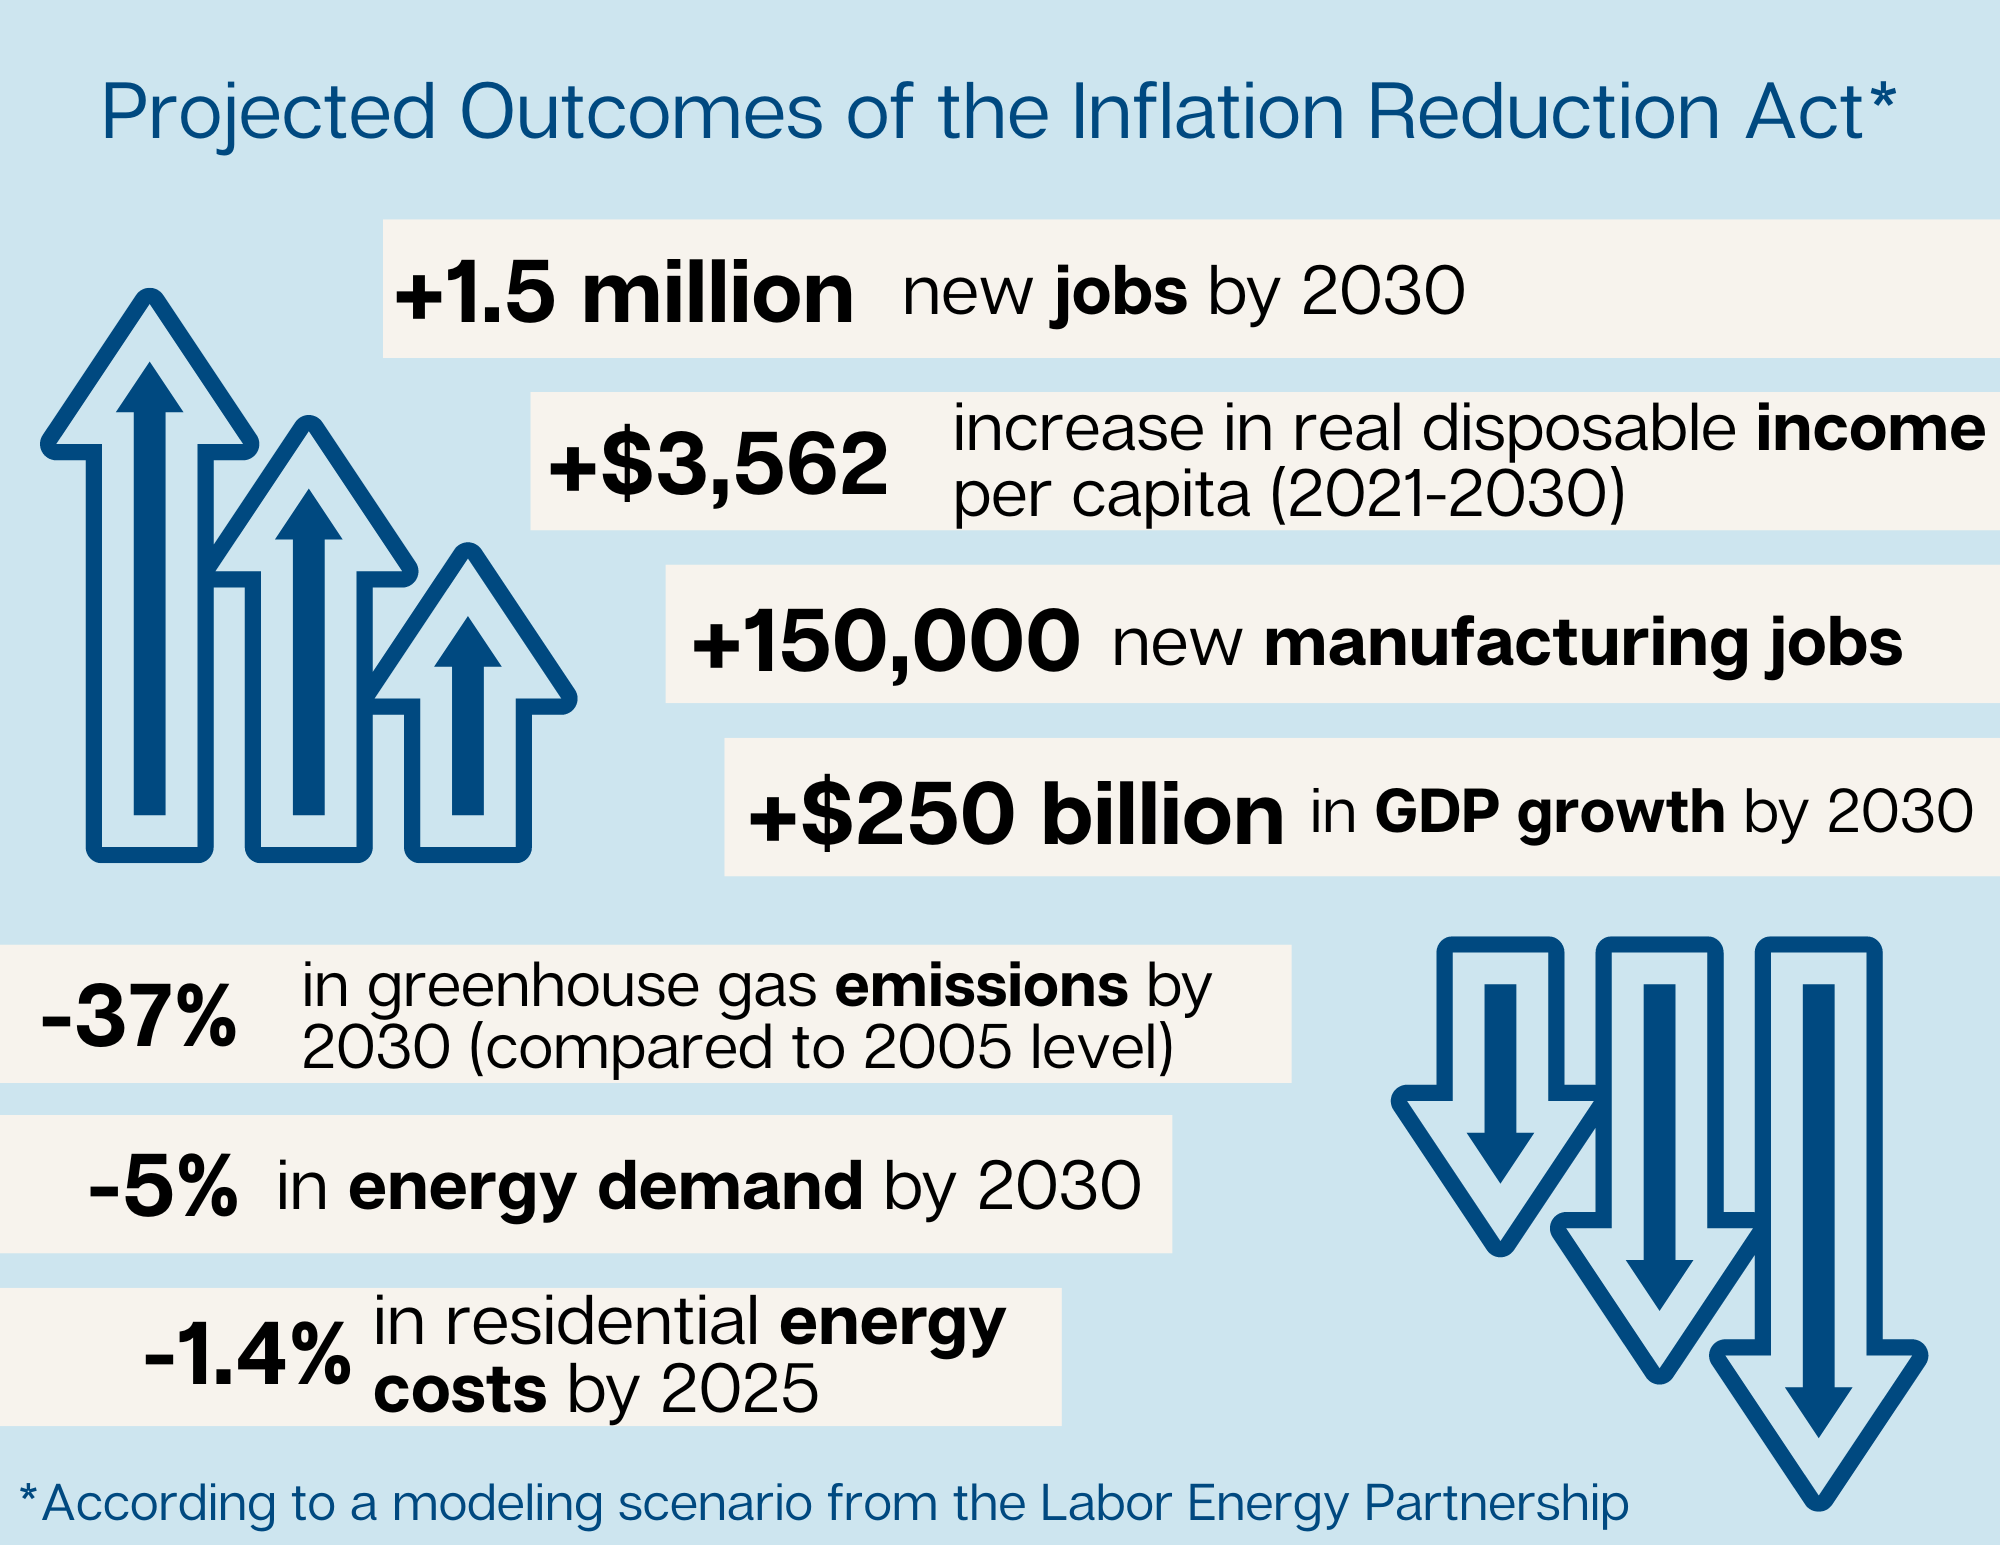 Projected Outcomes of the Inflation Reduction Act*
+1.5 million new jobs by 2030
+$3,562 increase in real disposable income
per capita (2021-2030)
+150,000 new manufacturing jobs
+$250 billion in GDP growth by 2030
-37% in greenhouse gas emissions by
2030 (compared to 2005 level)
-5% in energy demand by 2030
-1.4% in residential energy
costs by 2025
*According to a modeling scenario from the Labor Energy Partnership